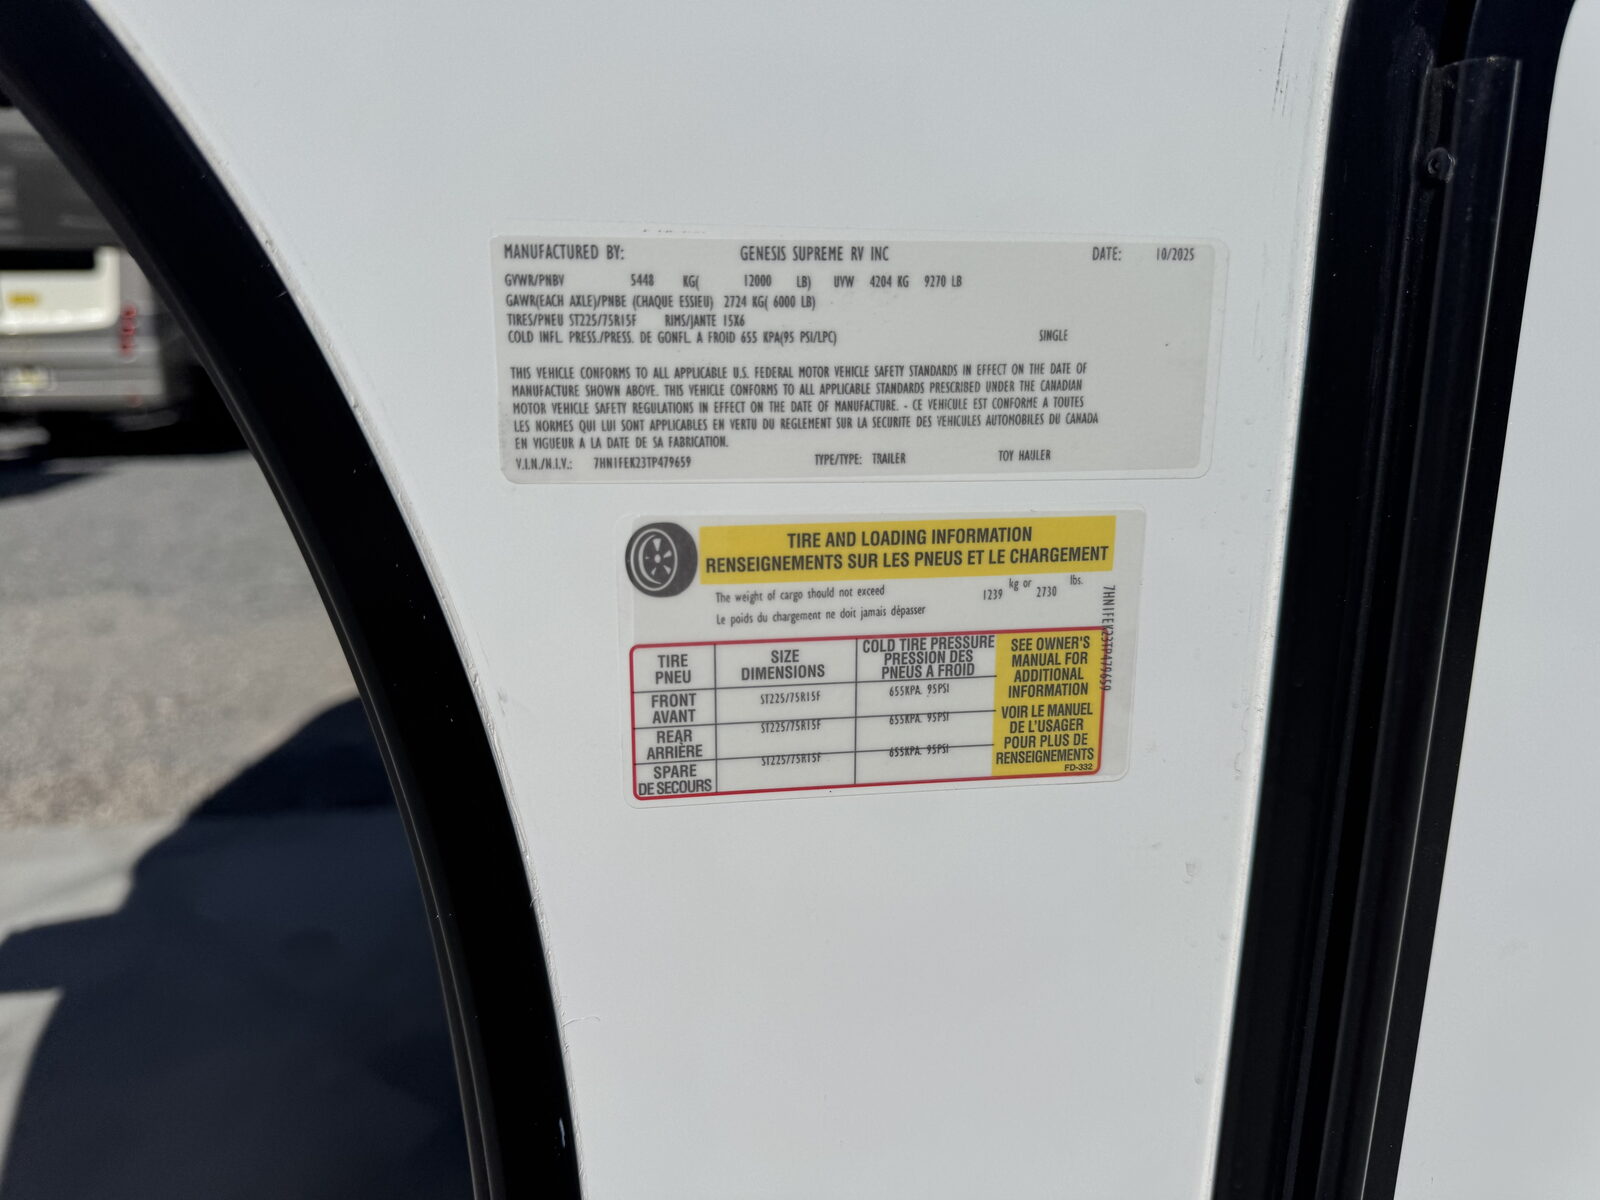 MANUFACTURED BY: GENESIS SUPREME RV INC DATE: 10/2025
GVWR/PNBV 5448 KG( 12000 LB) UVW 4204 KG 9270 LB
GAWR(EACH AXLE)/PNBE (CHAQUE ESSIEU) 2724 KG( 6000 LB)
TIRES/PNEU ST225/75R15F RIMS/JANTE 15X6
COLD INFL. PRESS./PRESS. DE GONFL. A FROID 655 KPA(95 PSI/LPC) SINGLE
THIS VEHICLE CONFORMS TO ALL APPLICABLE U.S. FEDERAL MOTOR VEHICLE SAFETY STANDARDS IN EFFECT ON THE DATE OF
MANUFACTURE SHOWN ABOVE. THIS VEHICLE CONFORMS TO ALL APPLICABLE STANDARDS PRESCRIBED UNDER THE CANADIAN
MOTOR VEHICLE SAFETY REGULATIONS IN EFFECT ON THE DATE OF MANUFACTURE. - CE VEHICULE EST CONFORME A TOUTES
LES NORMES QUI LUI SONT APPLICABLES EN VERTU DU REGLEMENT SUR LA SECURITE DES VEHICULES AUTOMOBILES DU CANADA
EN VIGUEUR A LA DATE DE SA FABRICATION.
V.I.N./N.I.V.: 7HN1FEK23TP479659 TYPE/TYPE: TRAILER TOY HAULER
TIRE AND LOADING INFORMATION
RENSEIGNEMENTS SUR LES PNEUS ET LE CHARGEMENT
The weight of cargo should not exceed 1239 kg or 2730 lbs.
Le poids du chargement ne doit jamais dépasser
TIRE
PNEU
SIZE
DIMENSIONS
COLD TIRE PRESSURE
PRESSION DES
PNEUS A FROID
FRONT
AVANT
ST225/75R15F
655KPA 95PSI
REAR
ARRIÈRE
ST225/75R15F
655KPA 95PSI
SPARE
DE SECOURS
ST225/75R15F
655KPA 95PSI
SEE OWNER'S
MANUAL FOR
ADDITIONAL
INFORMATION
VOIR LE MANUEL
DE L'USAGER
POUR PLUS DE
RENSEIGNEMENTS
FD-332
7HN1FEK23TP479659